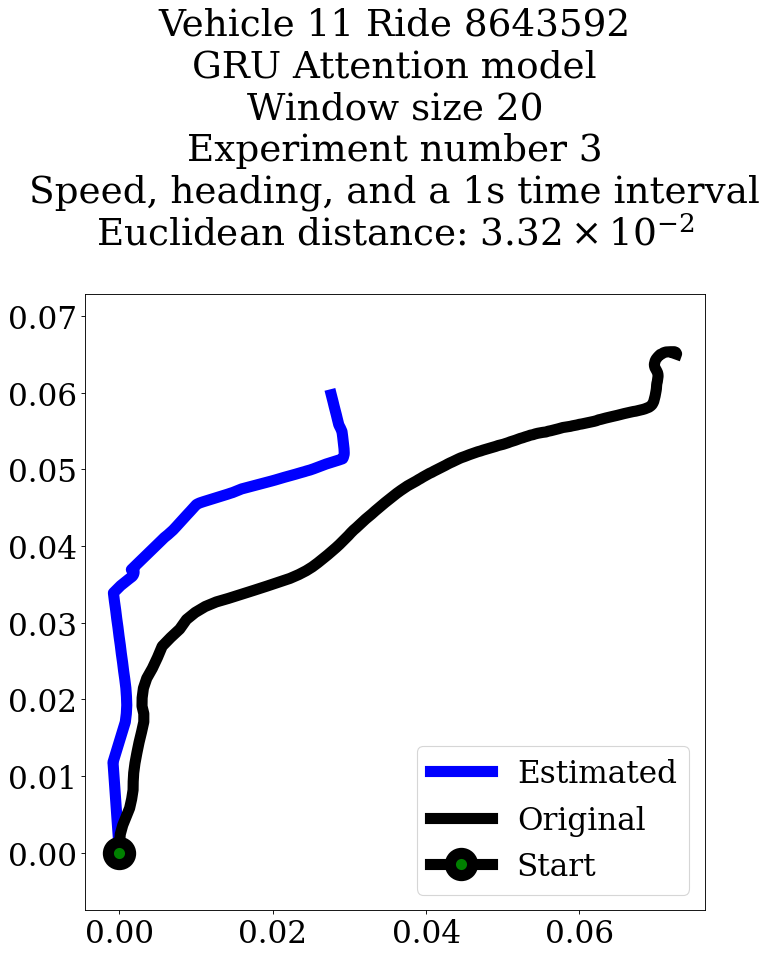 Vehicle 11 Ride 8643592
GRU Attention model
Window size 20
Experiment number 3
Speed, heading, and a 1s time interval
Euclidean distance: 3.32 × 10⁻²
0.07
0.06
0.05
0.04
0.03
0.02
0.01
0.00
Estimated
Original
Start
0.00 0.02 0.04 0.06